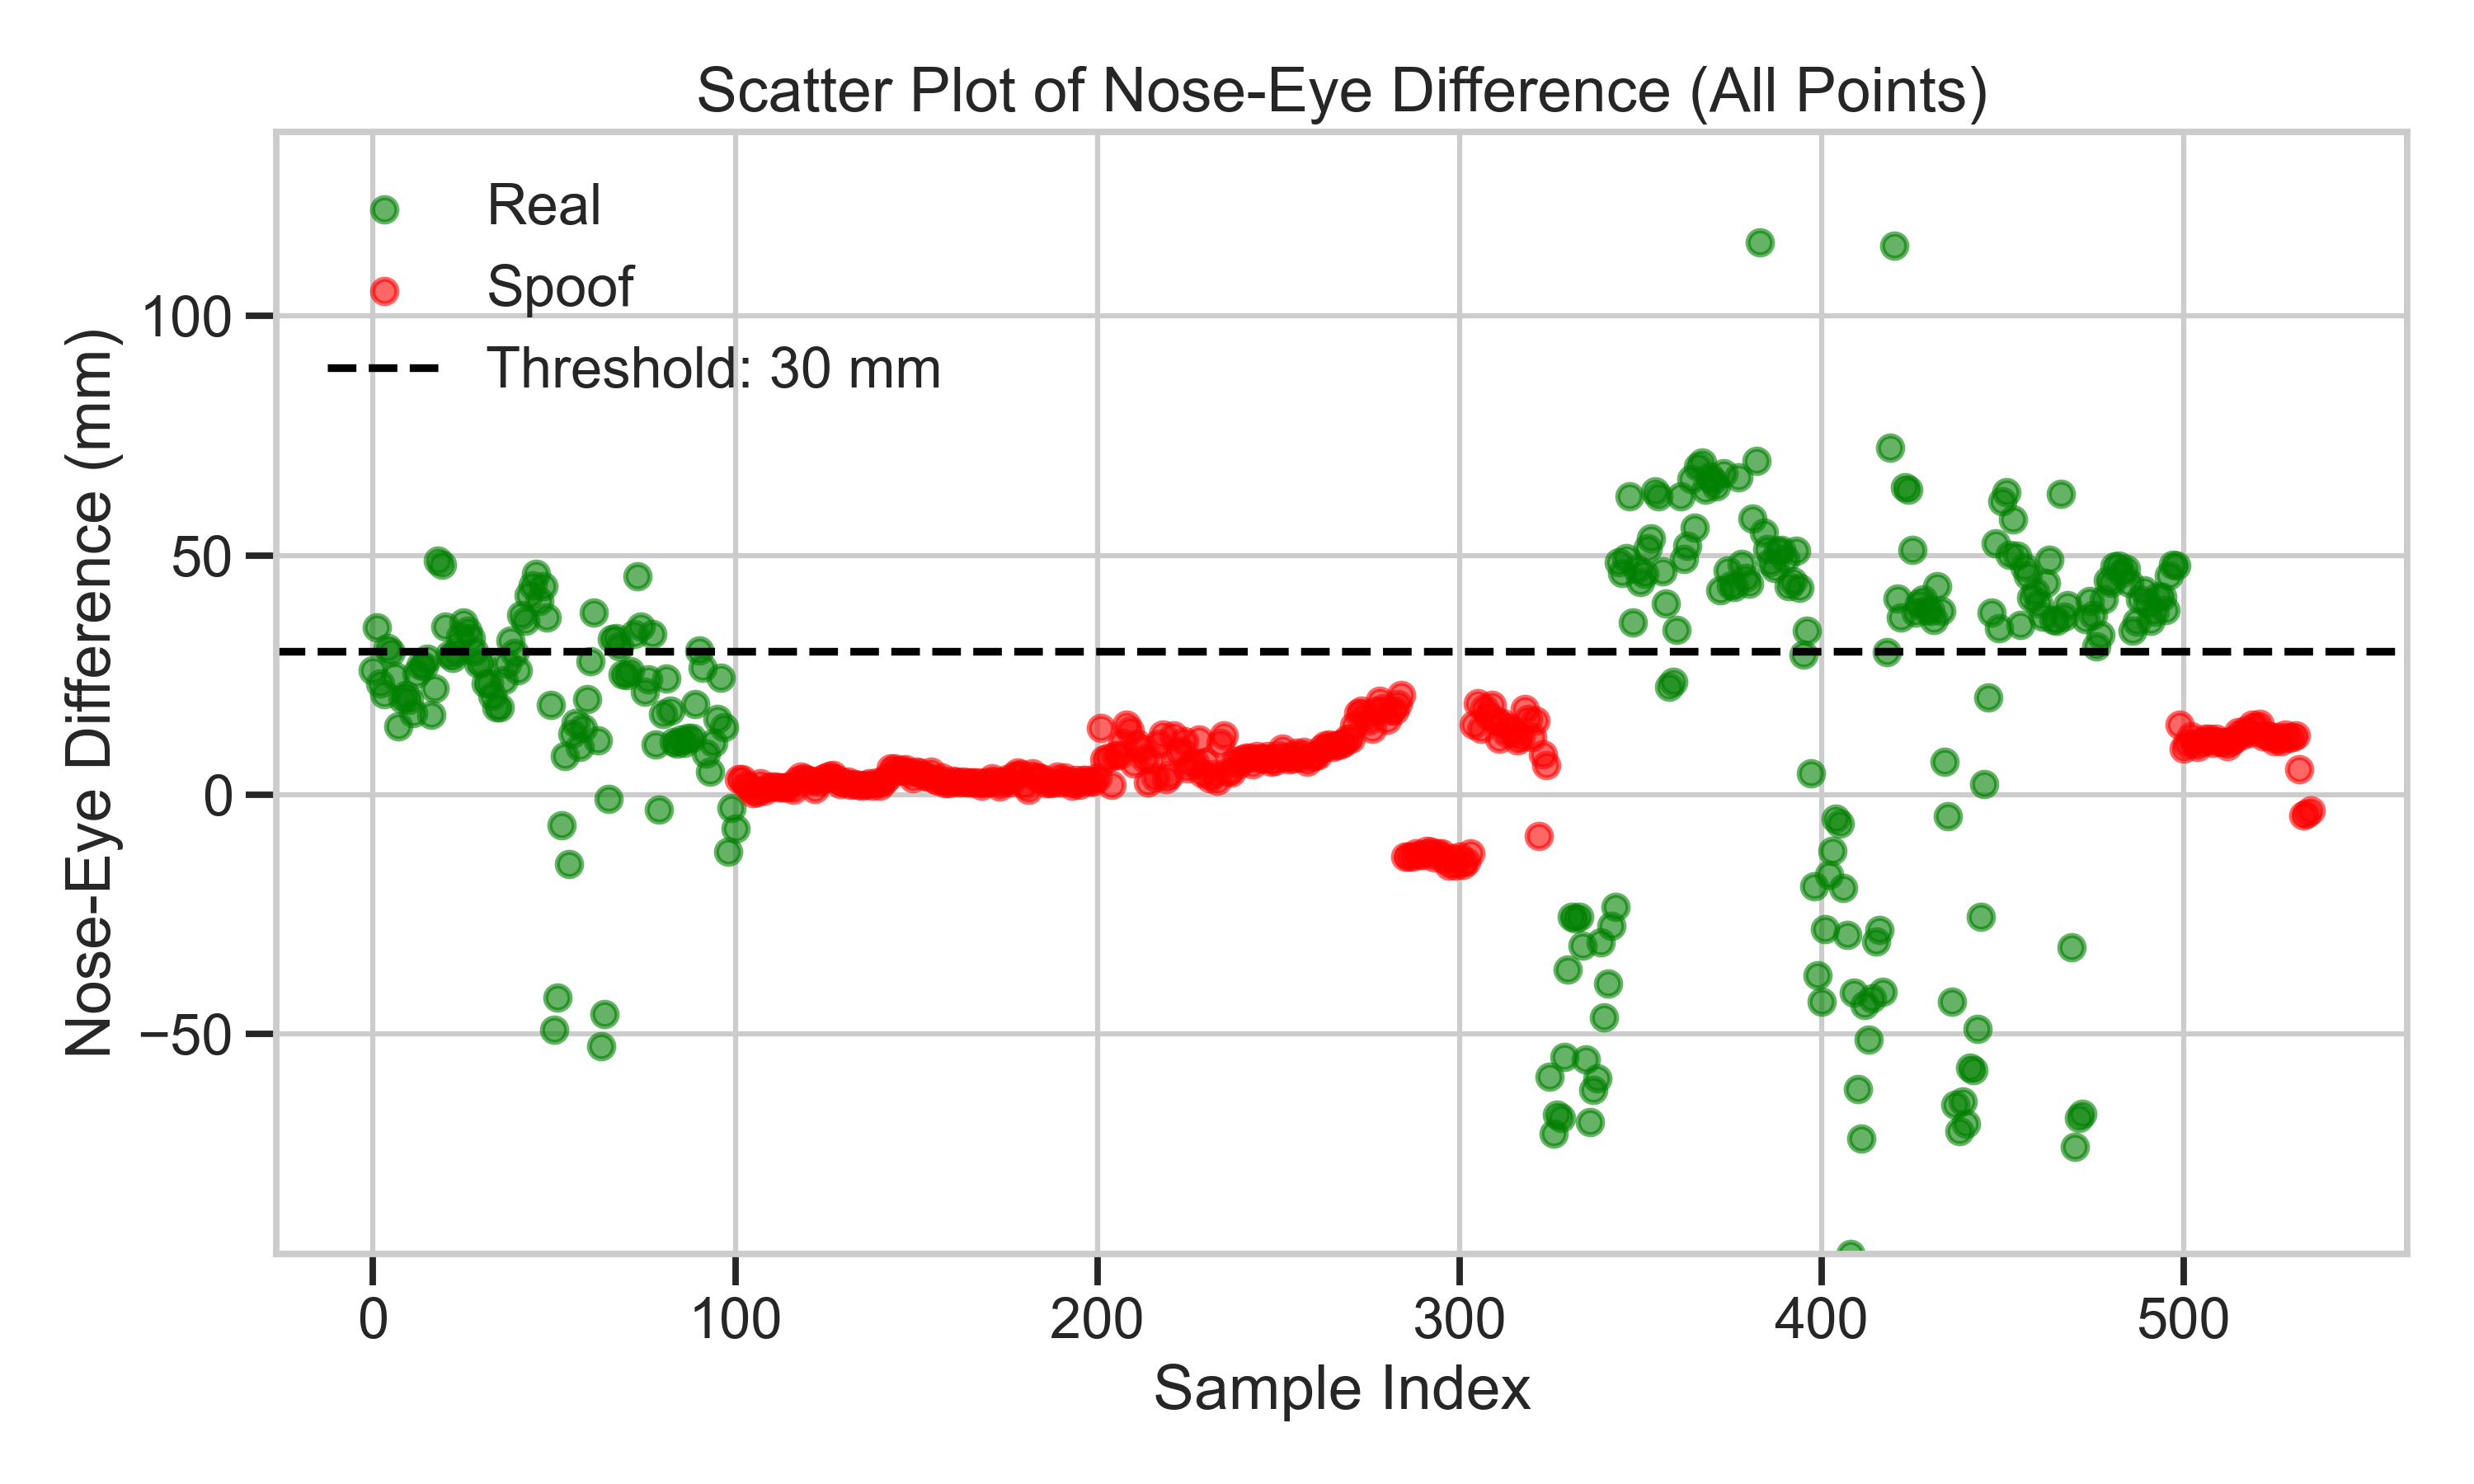 Scatter Plot of Nose-Eye Difference (All Points)
Real
Spoof
Threshold: 30 mm
Nose-Eye Difference (mm)
100
50
0
−50
0
100
200
300
400
500
Sample Index